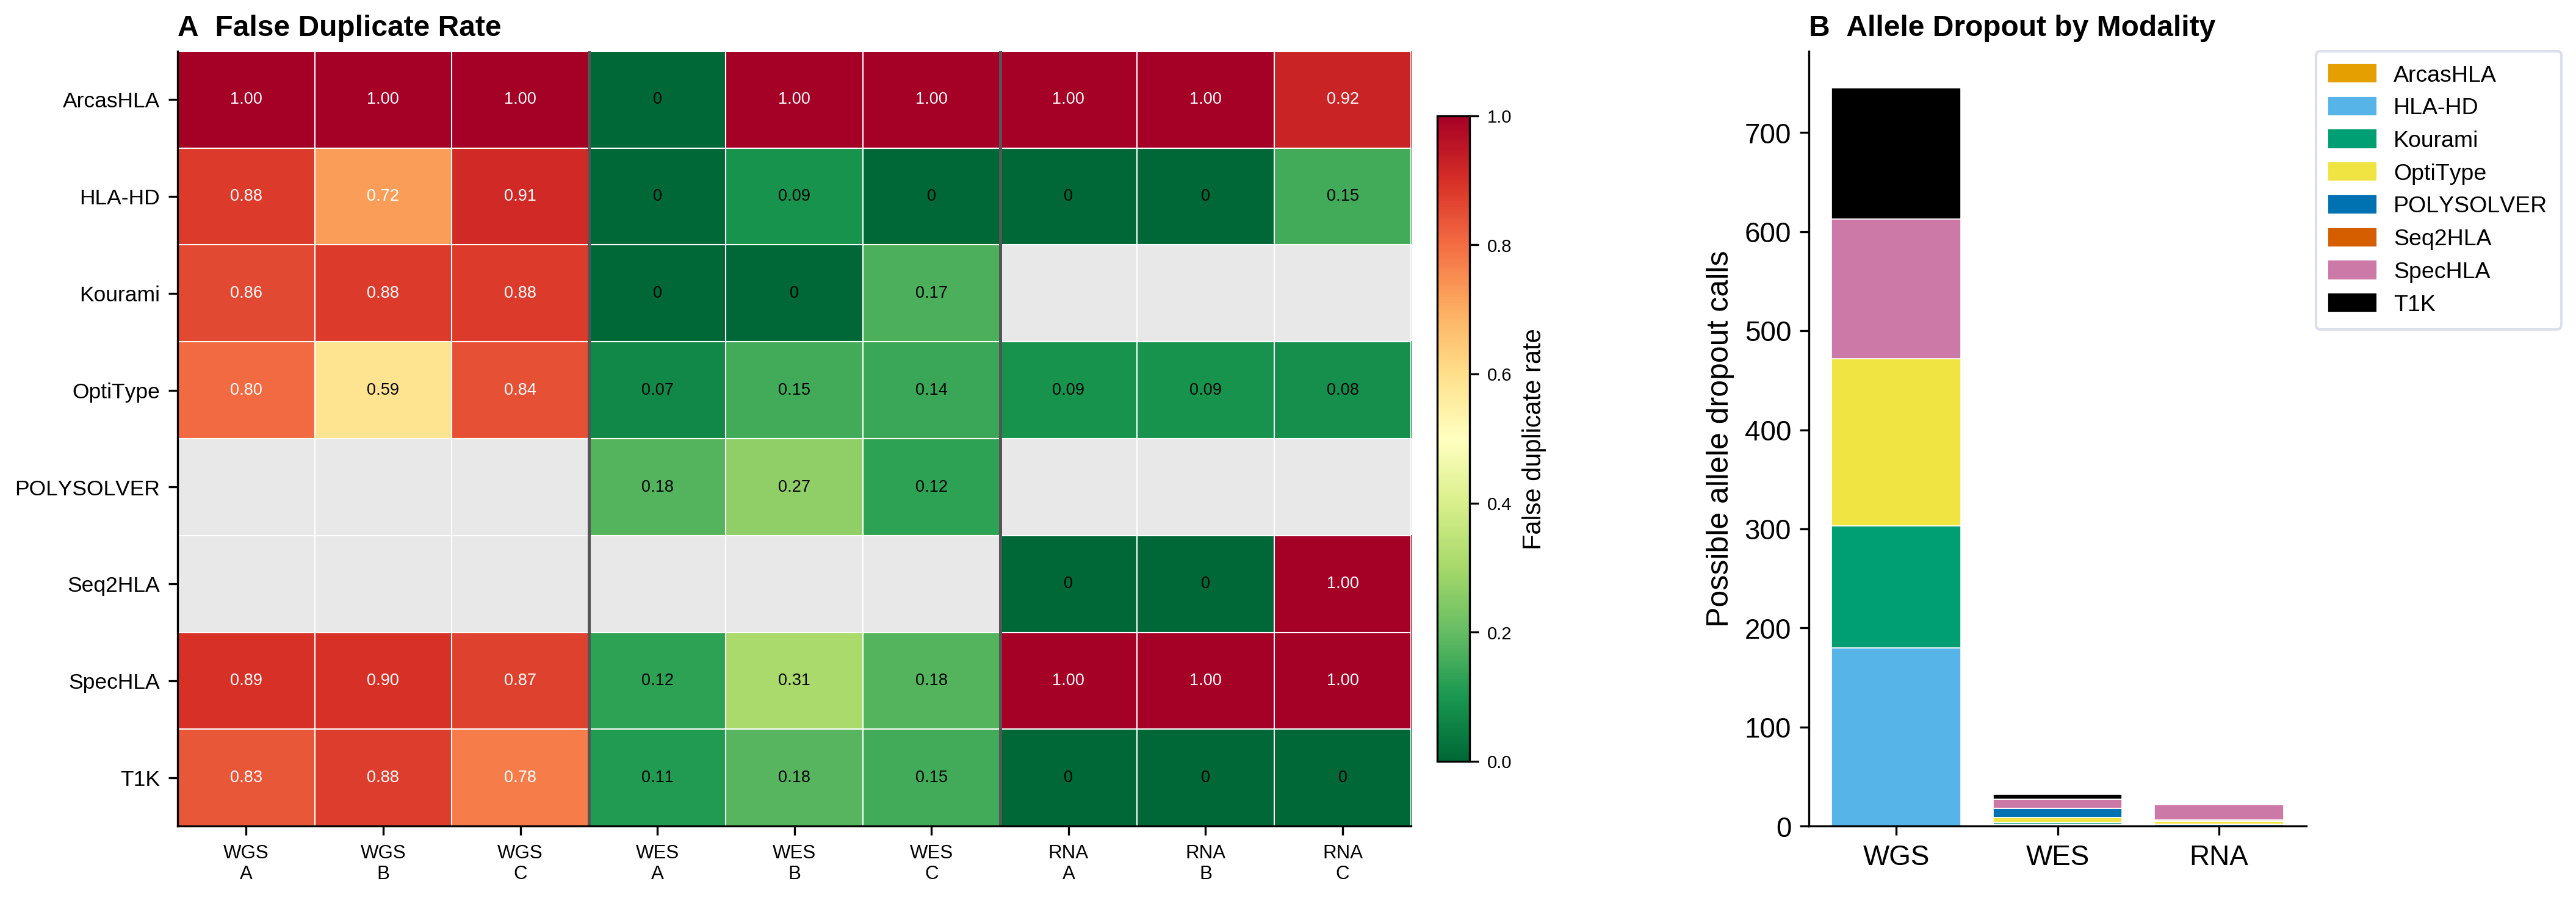 A False Duplicate Rate
ArcasHLA 1.00 1.00 1.00 0 1.00 1.00 1.00 1.00 0.92
HLA-HD 0.88 0.72 0.91 0 0.09 0 0 0 0.15
Kourami 0.86 0.88 0.88 0 0 0.17
OptiType 0.80 0.59 0.84 0.07 0.15 0.14 0.09 0.09 0.08
POLYSOLVER 0.18 0.27 0.12
Seq2HLA 0 0 1.00
SpecHLA 0.89 0.90 0.87 0.12 0.31 0.18 1.00 1.00 1.00
T1K 0.83 0.88 0.78 0.11 0.18 0.15 0 0 0
WGS WGS WGS WES WES WES RNA RNA RNA
A B C A B C A B C
1.0
0.8
0.6
0.4
0.2
0.0
False duplicate rate
B Allele Dropout by Modality
Possible allele dropout calls
700
600
500
400
300
200
100
0
WGS WES RNA
ArcasHLA
HLA-HD
Kourami
OptiType
POLYSOLVER
Seq2HLA
SpecHLA
T1K